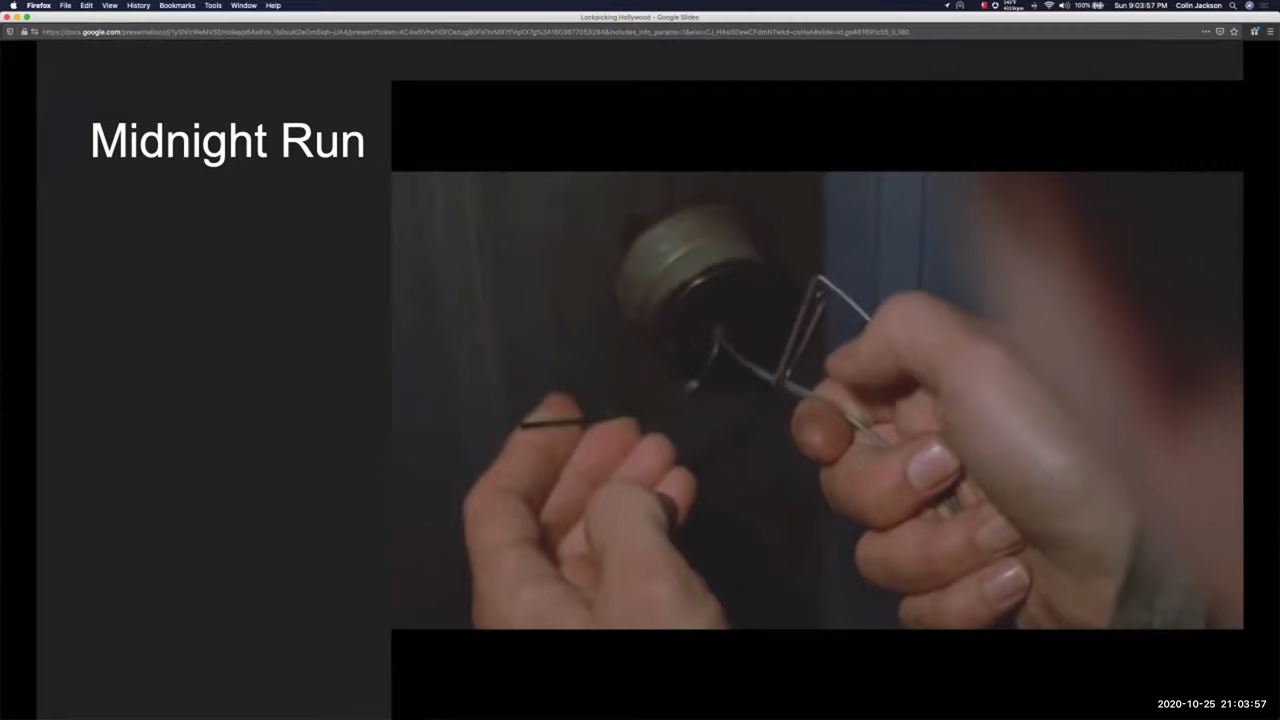 Firefox File Edit View History Bookmarks Tools Window Help
100% Sun 9:03:57 PM Colin Jackson
Lockpicking Hollywood - Google Slides
Midnight Run
2020-10-25 21:03:57